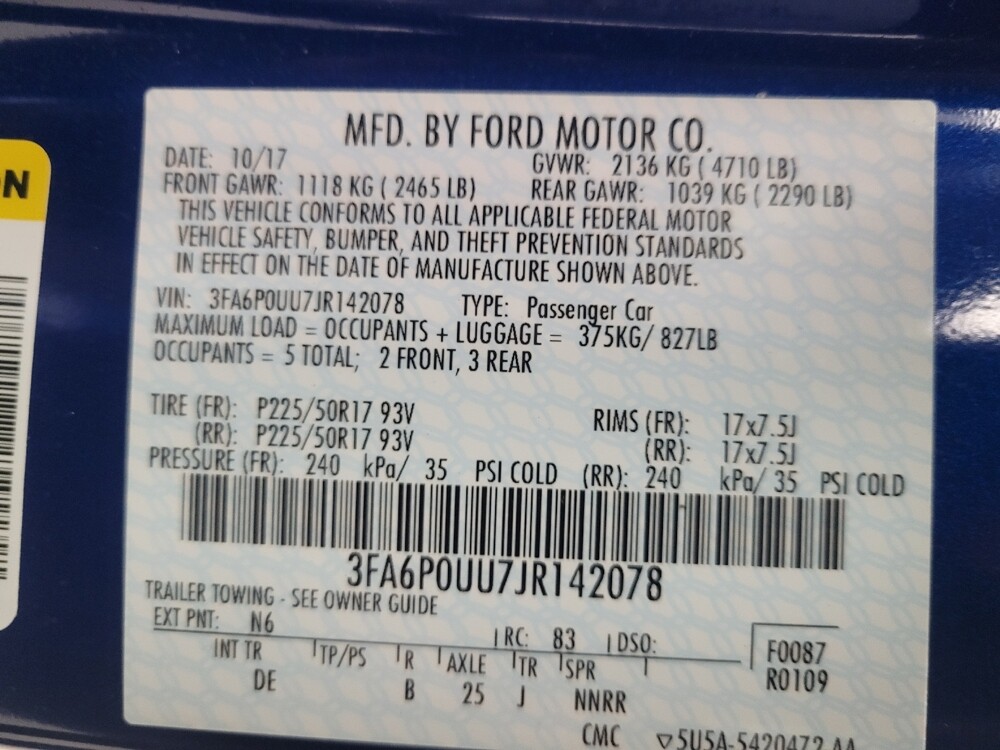 ON
MFD. BY FORD MOTOR CO.
DATE: 10/17 GVWR: 2136 KG ( 4710 LB)
FRONT GAWR: 1118 KG ( 2465 LB) REAR GAWR: 1039 KG ( 2290 LB)
THIS VEHICLE CONFORMS TO ALL APPLICABLE FEDERAL MOTOR
VEHICLE SAFETY, BUMPER, AND THEFT PREVENTION STANDARDS
IN EFFECT ON THE DATE OF MANUFACTURE SHOWN ABOVE.
VIN: 3FA6P0UU7JR142078 TYPE: Passenger Car
MAXIMUM LOAD = OCCUPANTS + LUGGAGE = 375KG/ 827LB
OCCUPANTS = 5 TOTAL; 2 FRONT, 3 REAR
TIRE (FR): P225/50R17 93V RIMS (FR): 17x7.5J
(RR): P225/50R17 93V (RR): 17x7.5J
PRESSURE (FR): 240 kPa/ 35 PSI COLD (RR): 240 kPa/ 35 PSI COLD
3FA6P0UU7JR142078
TRAILER TOWING - SEE OWNER GUIDE
EXT PNT: N6 RC: 83 DSO: F0087
INT TR TP/PS R AXLE TR SPR R0109
DE B 25 J NNRR
CMC ▽5U5A-5420472 AA